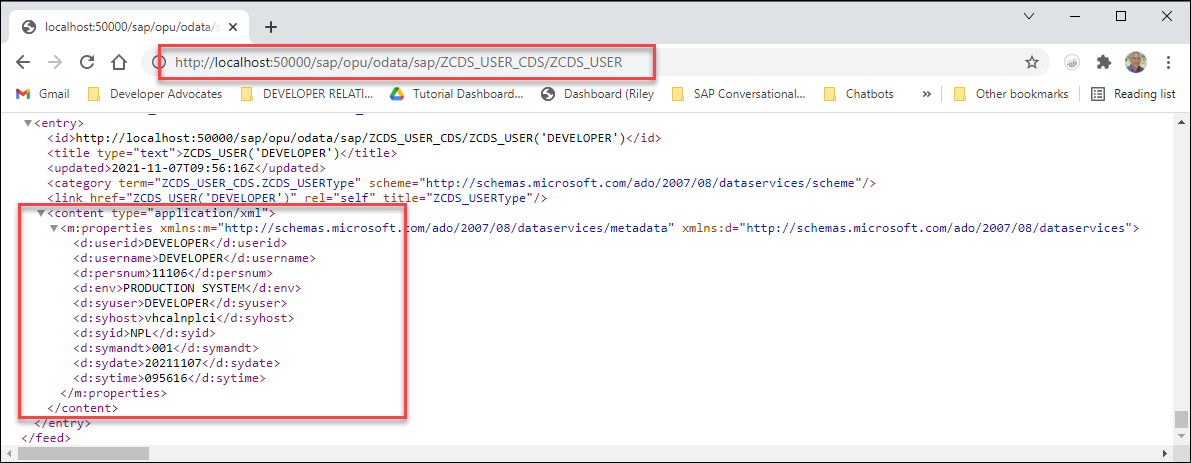 localhost:50000/sap/opu/odata/s
http://localhost:50000/sap/opu/odata/sap/ZCDS_USER_CDS/ZCDS_USER
Gmail Developer Advocates DEVELOPER RELATI... Tutorial Dashboard... Dashboard (Riley SAP Conversational... Chatbots » Other bookmarks Reading list
<entry>
<id>http://localhost:50000/sap/opu/odata/sap/ZCDS_USER_CDS/ZCDS_USER('DEVELOPER')</id>
<title type="text">ZCDS_USER('DEVELOPER')</title>
<updated>2021-11-07T09:56:16Z</updated>
<category term="ZCDS_USER_CDS.ZCDS_USERType" scheme="http://schemas.microsoft.com/ado/2007/08/dataservices/scheme"/>
<link href="ZCDS_USER('DEVELOPER')" rel="self" title="ZCDS_USERType"/>
<content type="application/xml">
<m:properties xmlns:m="http://schemas.microsoft.com/ado/2007/08/dataservices/metadata" xmlns:d="http://schemas.microsoft.com/ado/2007/08/dataservices">
<d:userid>DEVELOPER</d:userid>
<d:username>DEVELOPER</d:username>
<d:persnum>11106</d:persnum>
<d:env>PRODUCTION SYSTEM</d:env>
<d:syuser>DEVELOPER</d:syuser>
<d:syhost>vhcalnplci</d:syhost>
<d:syid>NPL</d:syid>
<d:symandt>001</d:symandt>
<d:sydate>20211107</d:sydate>
<d:sytime>095616</d:sytime>
</m:properties>
</content>
</entry>
</feed>